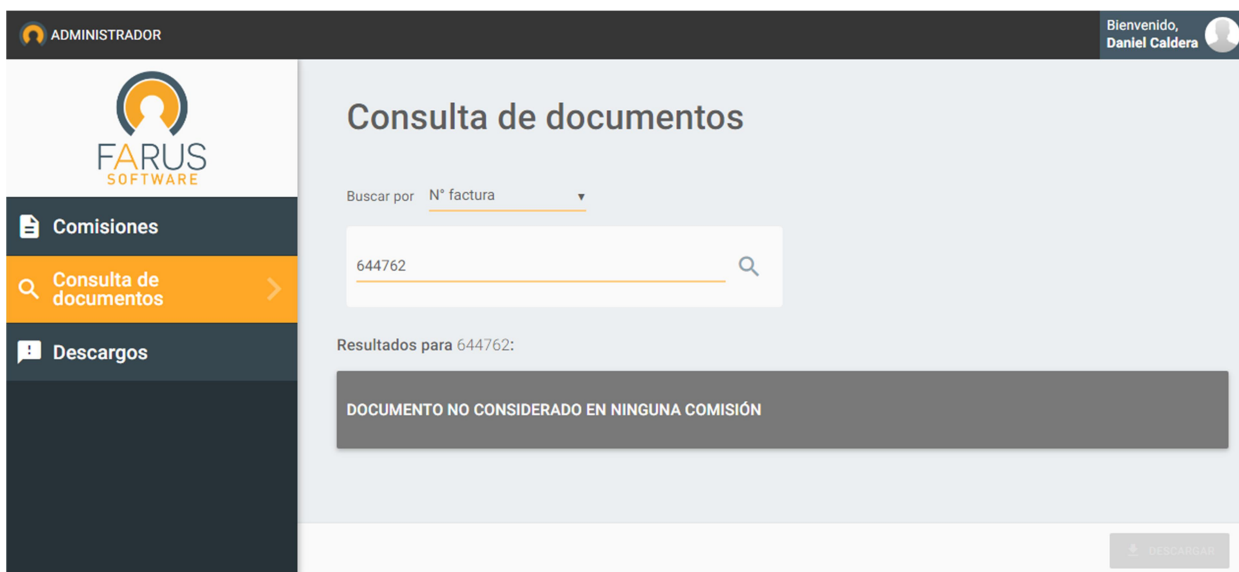 ADMINISTRADOR
Bienvenido,
Daniel Caldera
FARUS
SOFTWARE
Comisiones
Consulta de
documentos
Descargos
Consulta de documentos
Buscar por N° factura
644762
Resultados para 644762:
DOCUMENTO NO CONSIDERADO EN NINGUNA COMISIÓN
DESCARGAR